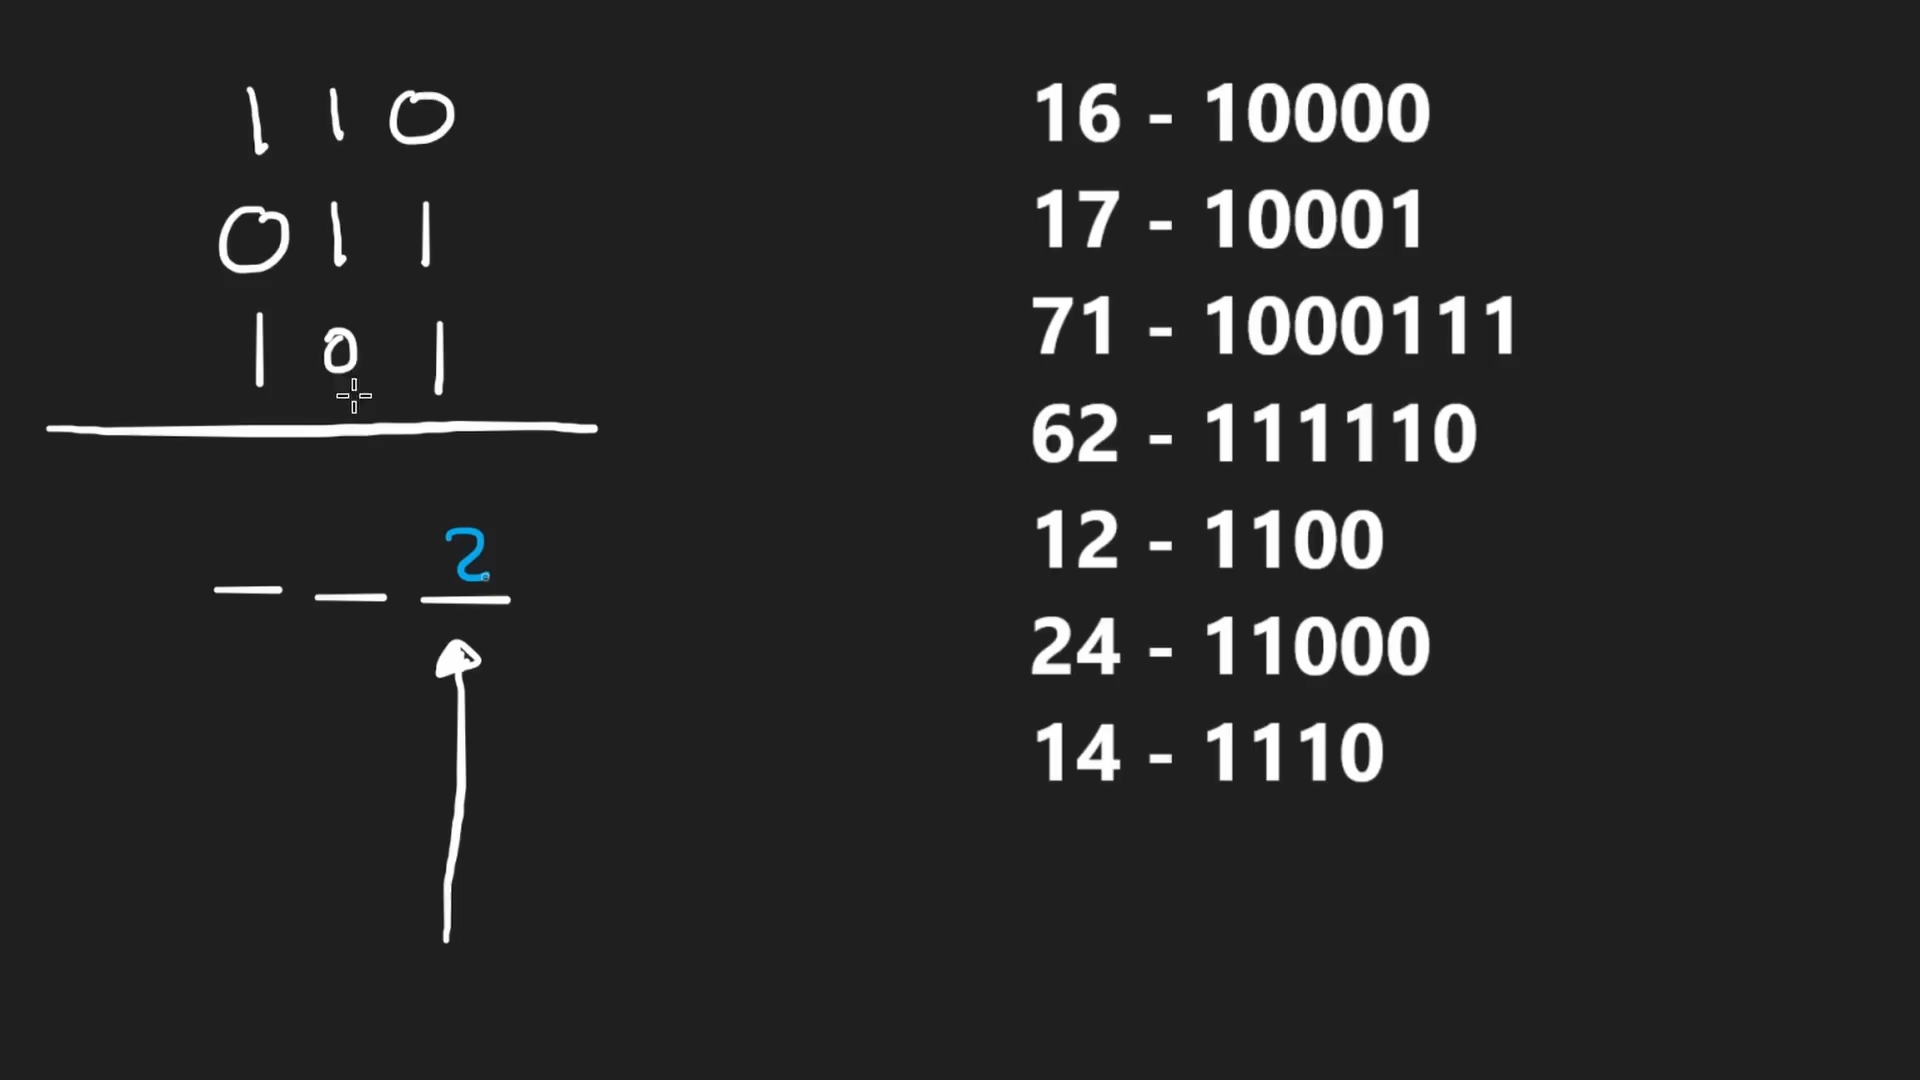 1 1 0
0 1 1
1 0 1
2
16 - 10000
17 - 10001
71 - 1000111
62 - 111110
12 - 1100
24 - 11000
14 - 1110